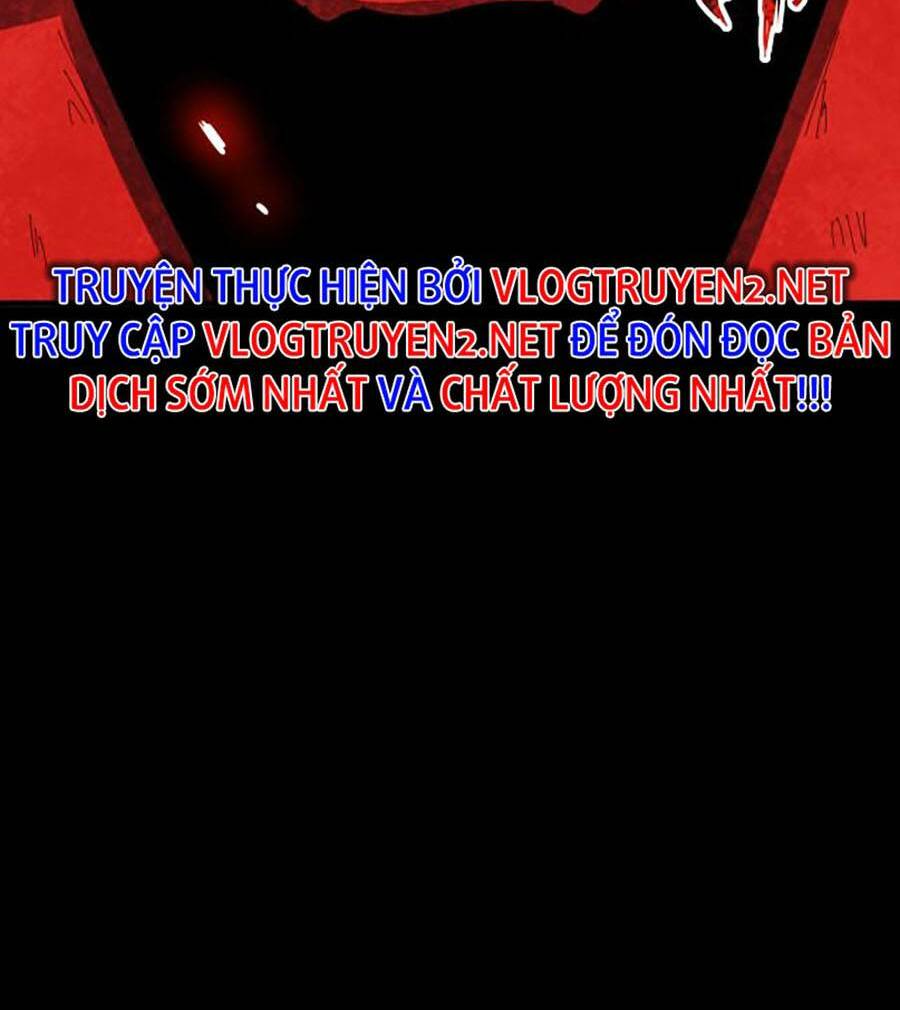 TRUYỆN THỰC HIỆN BỞI VLOGTRUYEN2.NET
TRUY CẬP VLOGTRUYEN2.NET ĐỂ ĐÓN ĐỌC BẢN
DỊCH SỚM NHẤT VÀ CHẤT LƯỢNG NHẤT!!!